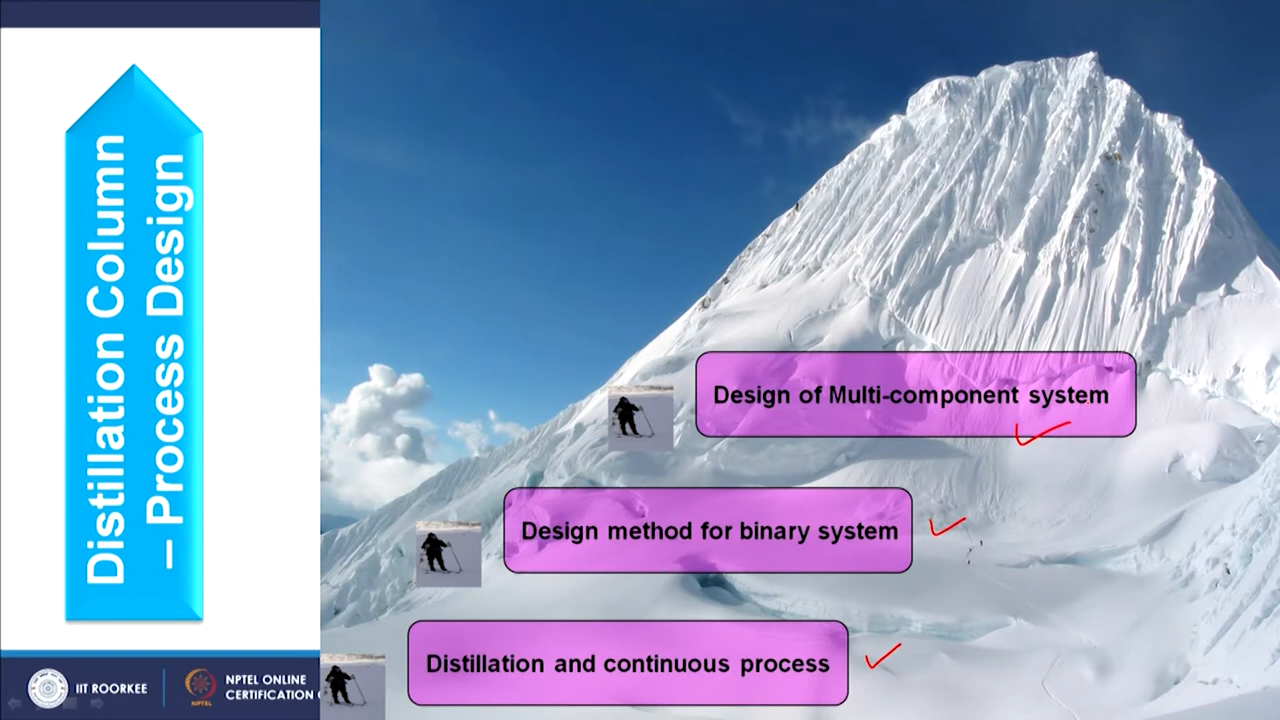 Distillation Column
– Process Design
Design of Multi-component system
Design method for binary system
Distillation and continuous process
IIT ROORKEE
NPTEL ONLINE
CERTIFICATION
NPTEL